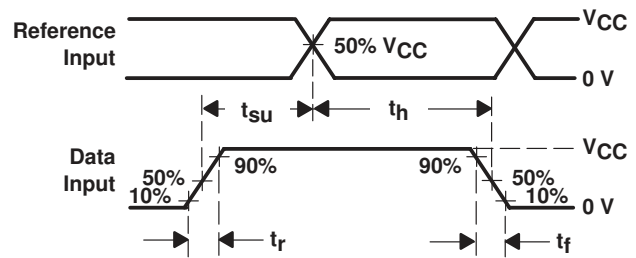 Reference
Input
VCC
50% VCC
0 V
tsu
th
Data
Input
VCC
90%
90%
50%
50%
10%
10%
0 V
tr
tf